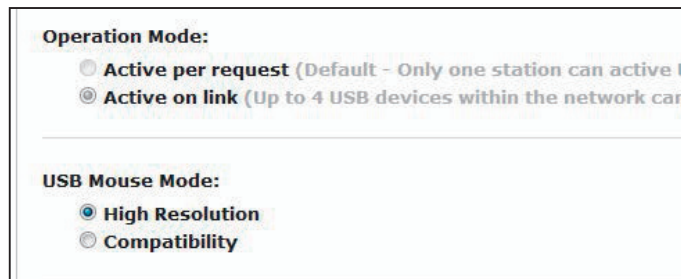 Operation Mode:
Active per request (Default - Only one station can active
Active on link (Up to 4 USB devices within the network
USB Mouse Mode:
High Resolution
Compatibility